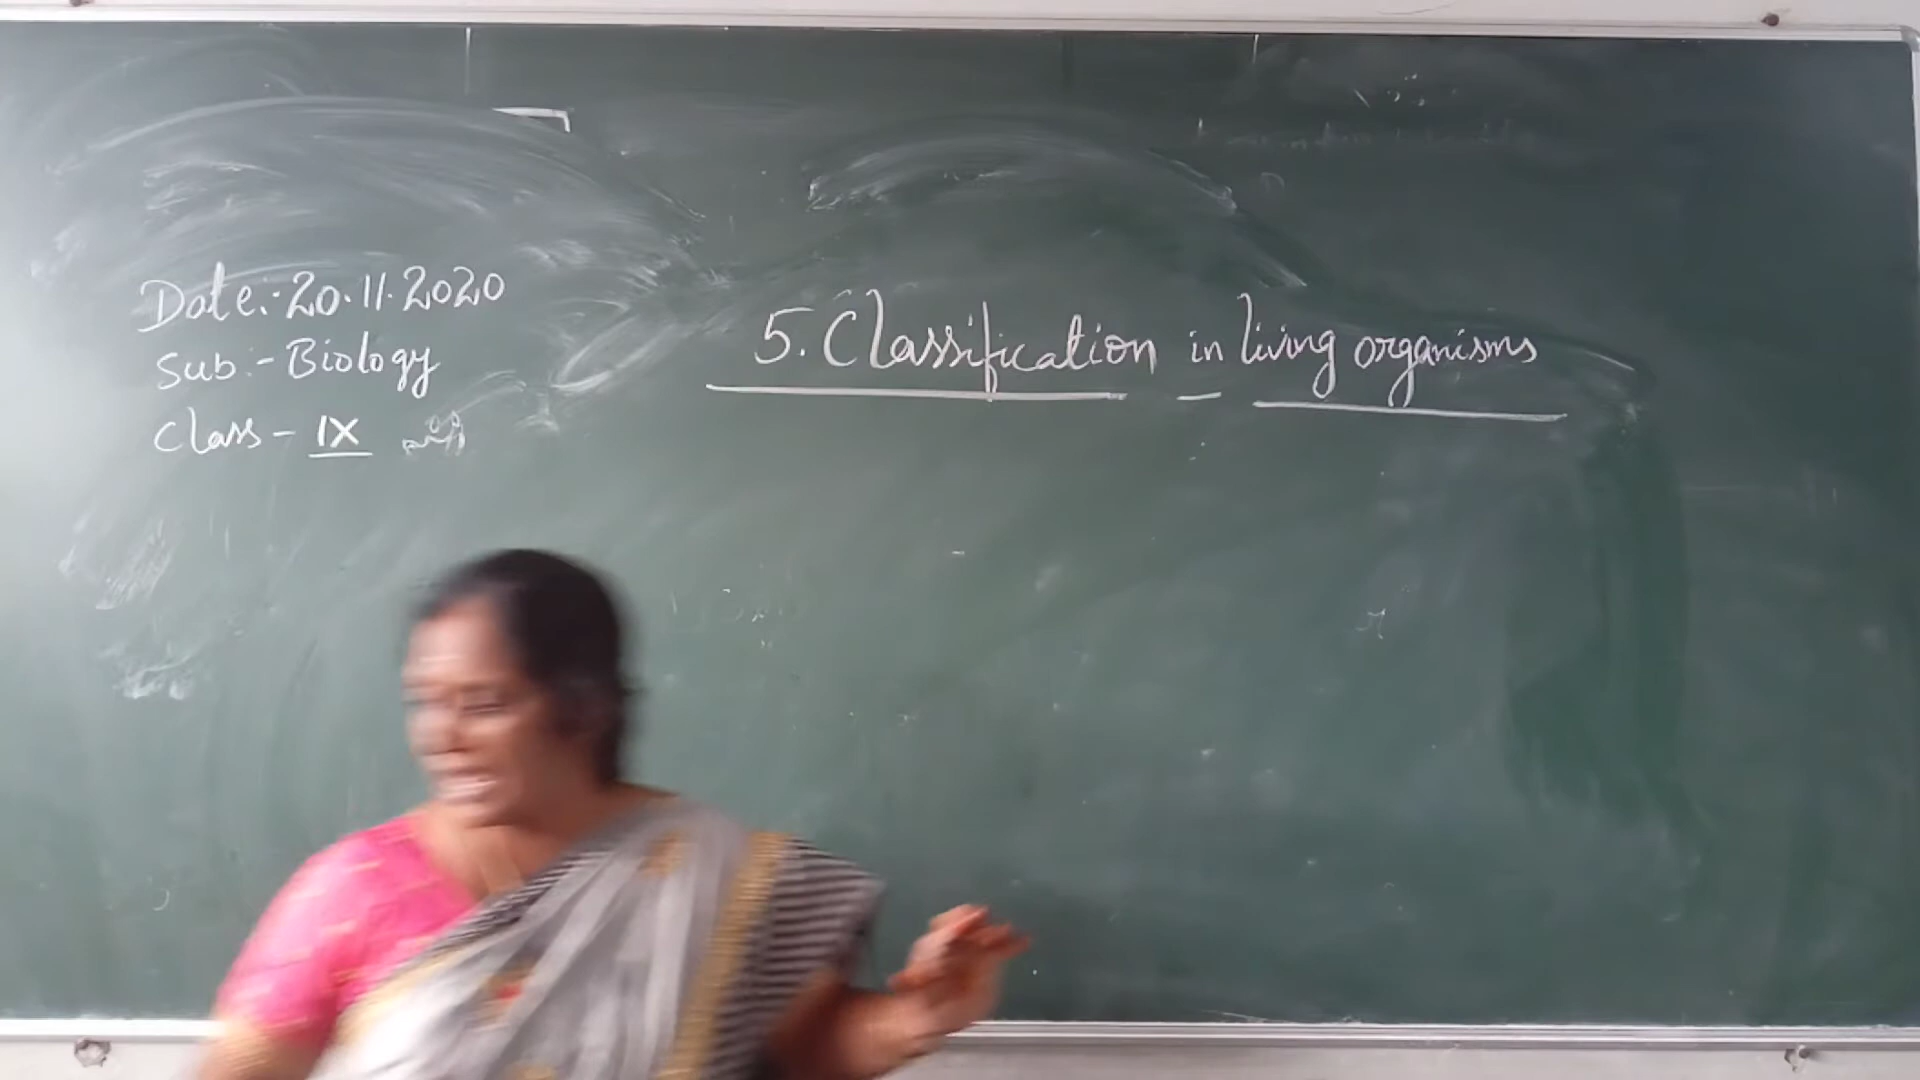 Date:-20.11.2020
Sub:-Biology
Class- IX
5. Classification in living organisms